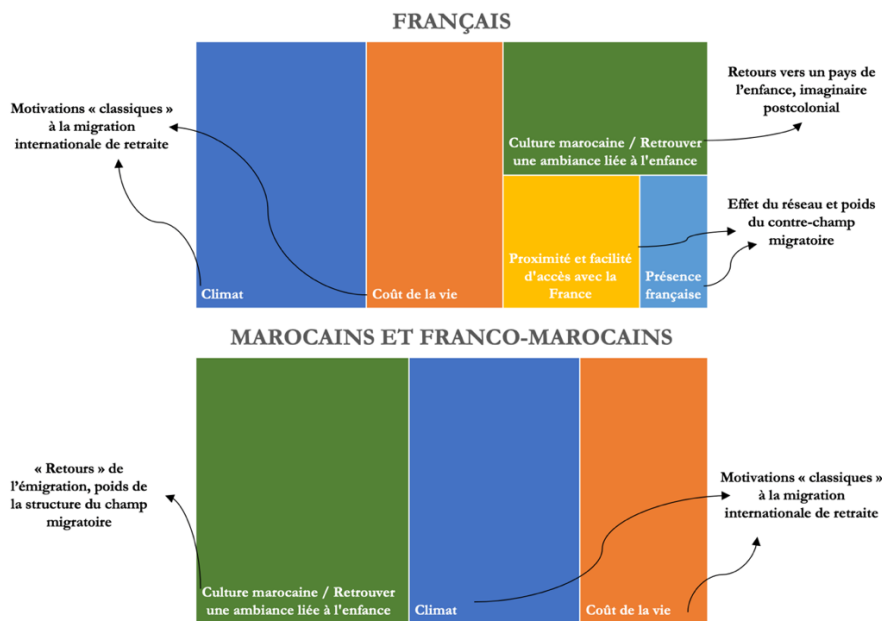 FRANÇAIS
Motivations « classiques »
à la migration
internationale de retraite
Retours vers un pays de
l'enfance, imaginaire
postcolonial
Culture marocaine / Retrouver
une ambiance liée à l'enfance
Effet du réseau et poids
du contre-champ
migratoire
Climat
Coût de la vie
Proximité et facilité
d'accès avec la
France
Présence
française
MAROCAINS ET FRANCO-MAROCAINS
« Retours » de
l'émigration, poids de
la structure du champ
migratoire
Culture marocaine / Retrouver
une ambiance liée à l'enfance
Climat
Coût de la vie
Motivations « classiques »
à la migration
internationale de retraite